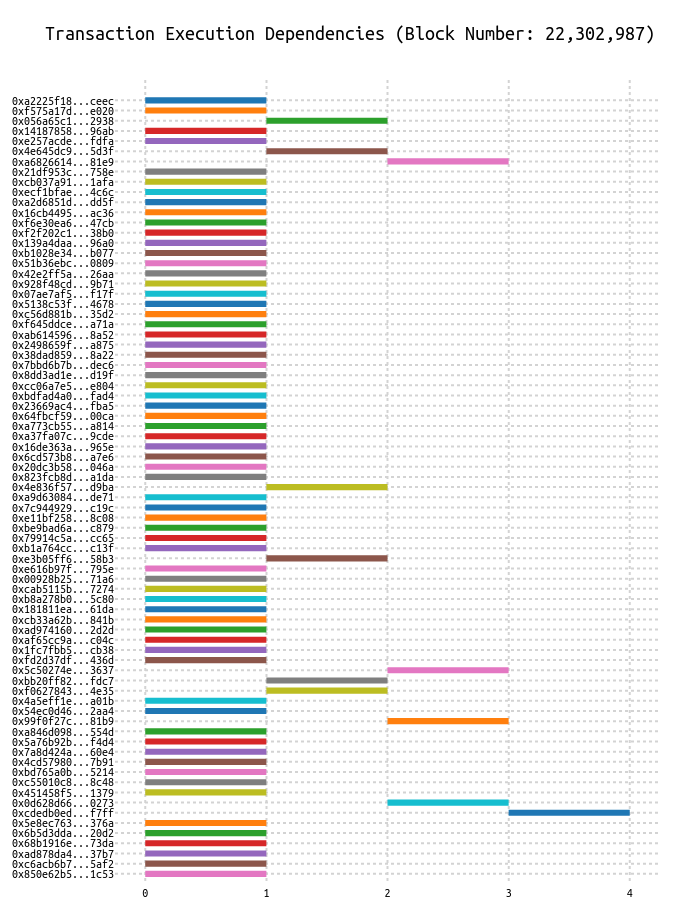 Transaction Execution Dependencies (Block Number: 22,302,987)
0xa2225f18...ceec
0xf575a17d...e020
0x056a65c1...2938
0x14187858...96ab
0xe257acde...fdfa
0x4e645dc9...5d3f
0xa6826614...81e9
0x21df953c...758e
0xcb037a91...1afa
0xecf1bfae...4c6c
0xa2d6851d...dd5f
0x16cb4495...ac36
0xf6e30ea6...47cb
0xf2f202c1...38b0
0x139a4daa...96a0
0xb1028e34...b077
0x51b36ebc...0809
0x42e2ff5a...26aa
0x928f48cd...9b71
0x07ae7af5...f17f
0x5138c53f...4678
0xc56d881b...35d2
0xf645ddce...a71a
0xab614596...8a52
0x2498659f...a875
0x38dad859...8a22
0x7bbd6b7b...dec6
0x8dd3ad1e...d19f
0xcc06a7e5...e804
0xbdfad4a0...fad4
0x23669ac4...fba5
0x64fbcf59...00ca
0xa773cb55...a814
0xa37fa07c...9cde
0x16de363a...965e
0x6cd573b8...a7e6
0x20dc3b58...046a
0x823fcb8d...a1da
0x4e836f57...d9ba
0xa9d63084...de71
0x7c944929...c19c
0xe11bf258...8c08
0xbe9bad6a...c879
0x79914c5a...cc65
0xb1a764cc...c13f
0xe3b05ff6...58b3
0xe616b97f...795e
0x00928b25...71a6
0xcab5115b...7274
0xb8a278b0...5c80
0x181811ea...61da
0xcb33a62b...841b
0xad974160...2d2d
0xaf65cc9a...c04c
0x1fc7fbb5...cb38
0xfd2d37df...436d
0x5c50274e...3637
0xbb20ff82...fdc7
0xf0627843...4e35
0x4a5eff1e...a01b
0x54ec0d46...2aa4
0x99f0f27c...81b9
0xa846d098...554d
0x5a76b92b...f4d4
0x7a8d424a...60e4
0x4cd57980...7b91
0xbd765a0b...5214
0xc55010c8...8c48
0x451458f5...1379
0x0d628d66...0273
0xcdedb0ed...f7ff
0x5e8ec763...376a
0x6b5d3dda...20d2
0x68b1916e...73da
0xad878da4...37b7
0xc6acb6b7...5af2
0x850e62b5...1c53
0 1 2 3 4